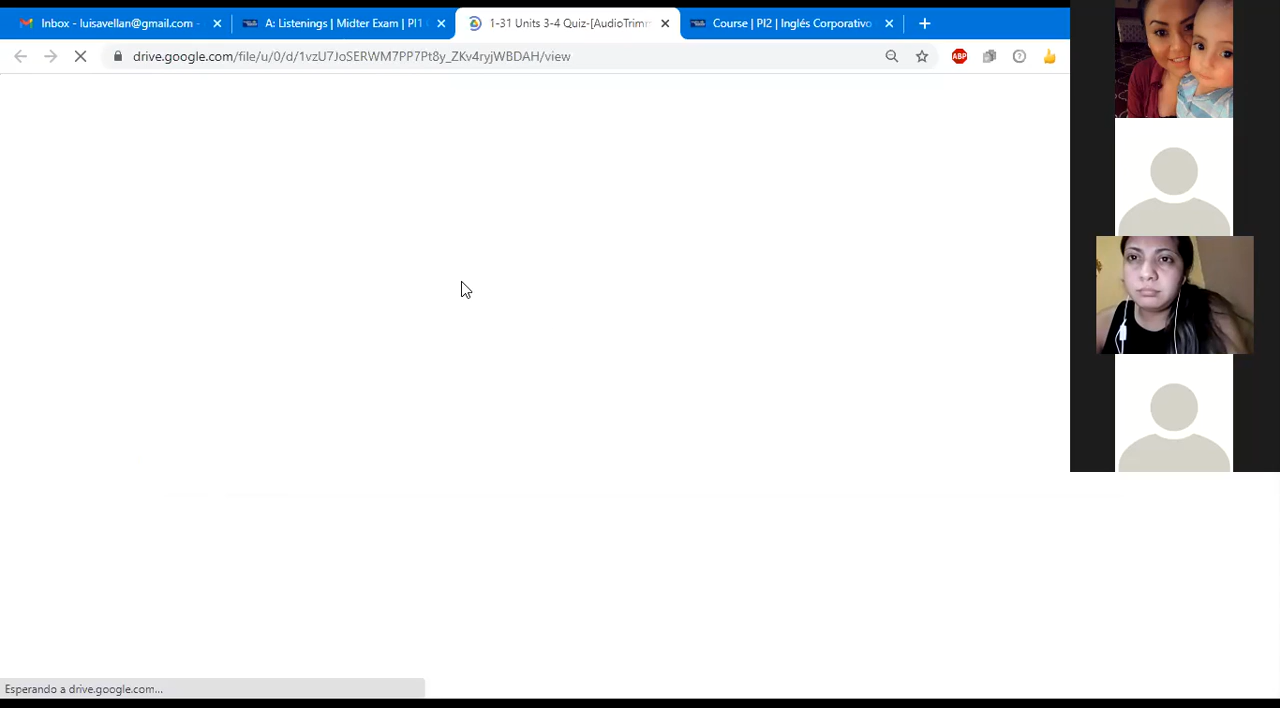 Inbox - luisavellan@gmail.com -
A: Listenings | Midter Exam | PI1
1-31 Units 3-4 Quiz-[AudioTrimm
Course | PI2 | Inglés Corporativo
drive.google.com/file/u/0/d/1vzU7JoSERWM7PP7Pt8y_ZKv4ryjWBDAH/view
ABP
Esperando a drive.google.com...